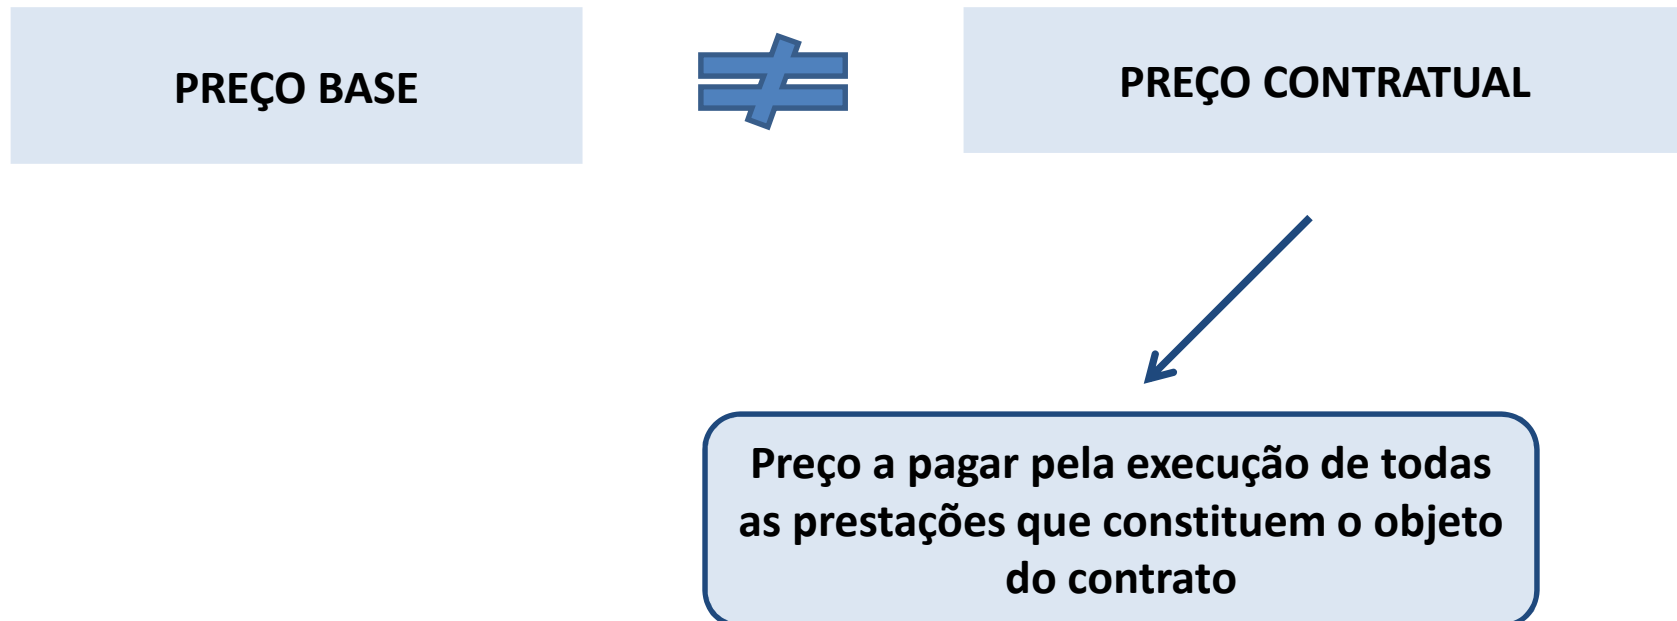 PREÇO BASE
PREÇO CONTRATUAL
Preço a pagar pela execução de todas
as prestações que constituem o objeto
do contrato